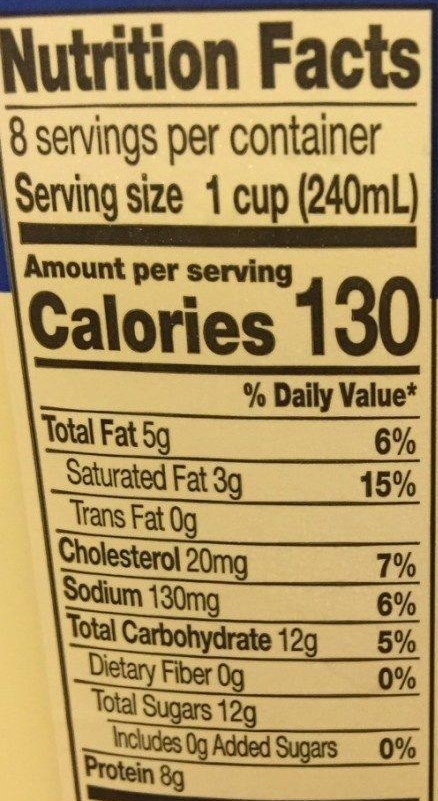 Nutrition Facts
8 servings per container
Serving size 1 cup (240mL)
Amount per serving
Calories 130
% Daily Value*
Total Fat 5g 6%
Saturated Fat 3g 15%
Trans Fat 0g
Cholesterol 20mg 7%
Sodium 130mg 6%
Total Carbohydrate 12g 5%
Dietary Fiber 0g 0%
Total Sugars 12g
Includes 0g Added Sugars 0%
Protein 8g